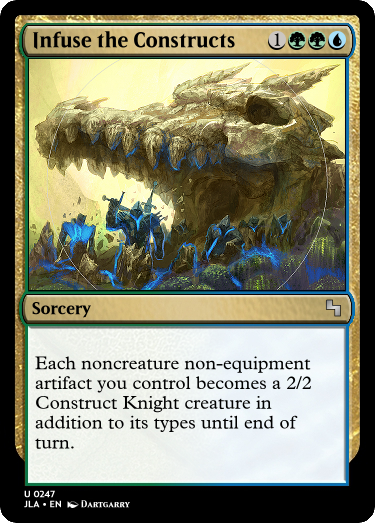 Infuse the Constructs 1
Sorcery
Each noncreature non-equipment
artifact you control becomes a 2/2
Construct Knight creature in
addition to its types until end of
turn.
U 0247
JLA • EN Dartgarry